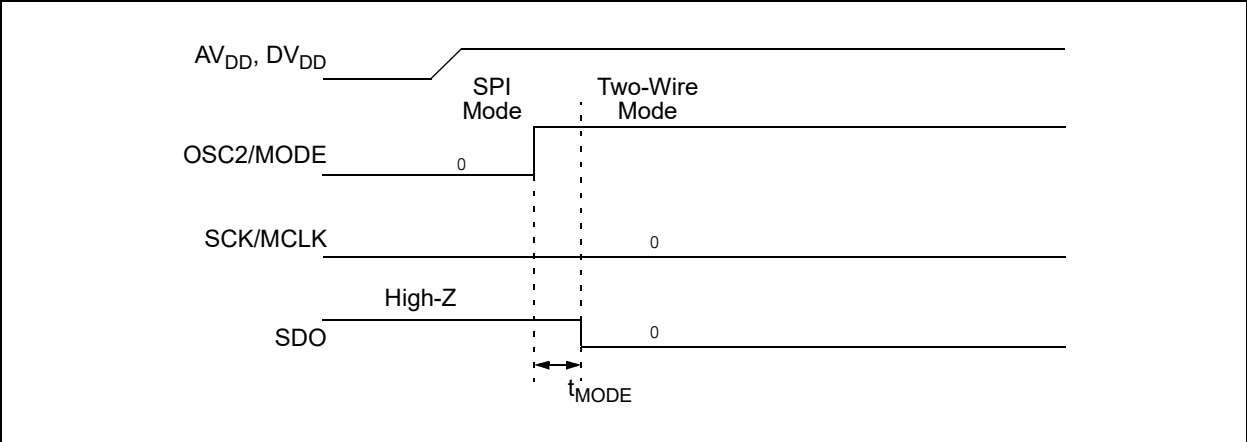 AVDD, DVDD
SPI
Mode
Two-Wire
Mode
OSC2/MODE
0
SCK/MCLK
0
High-Z
SDO
0
tMODE